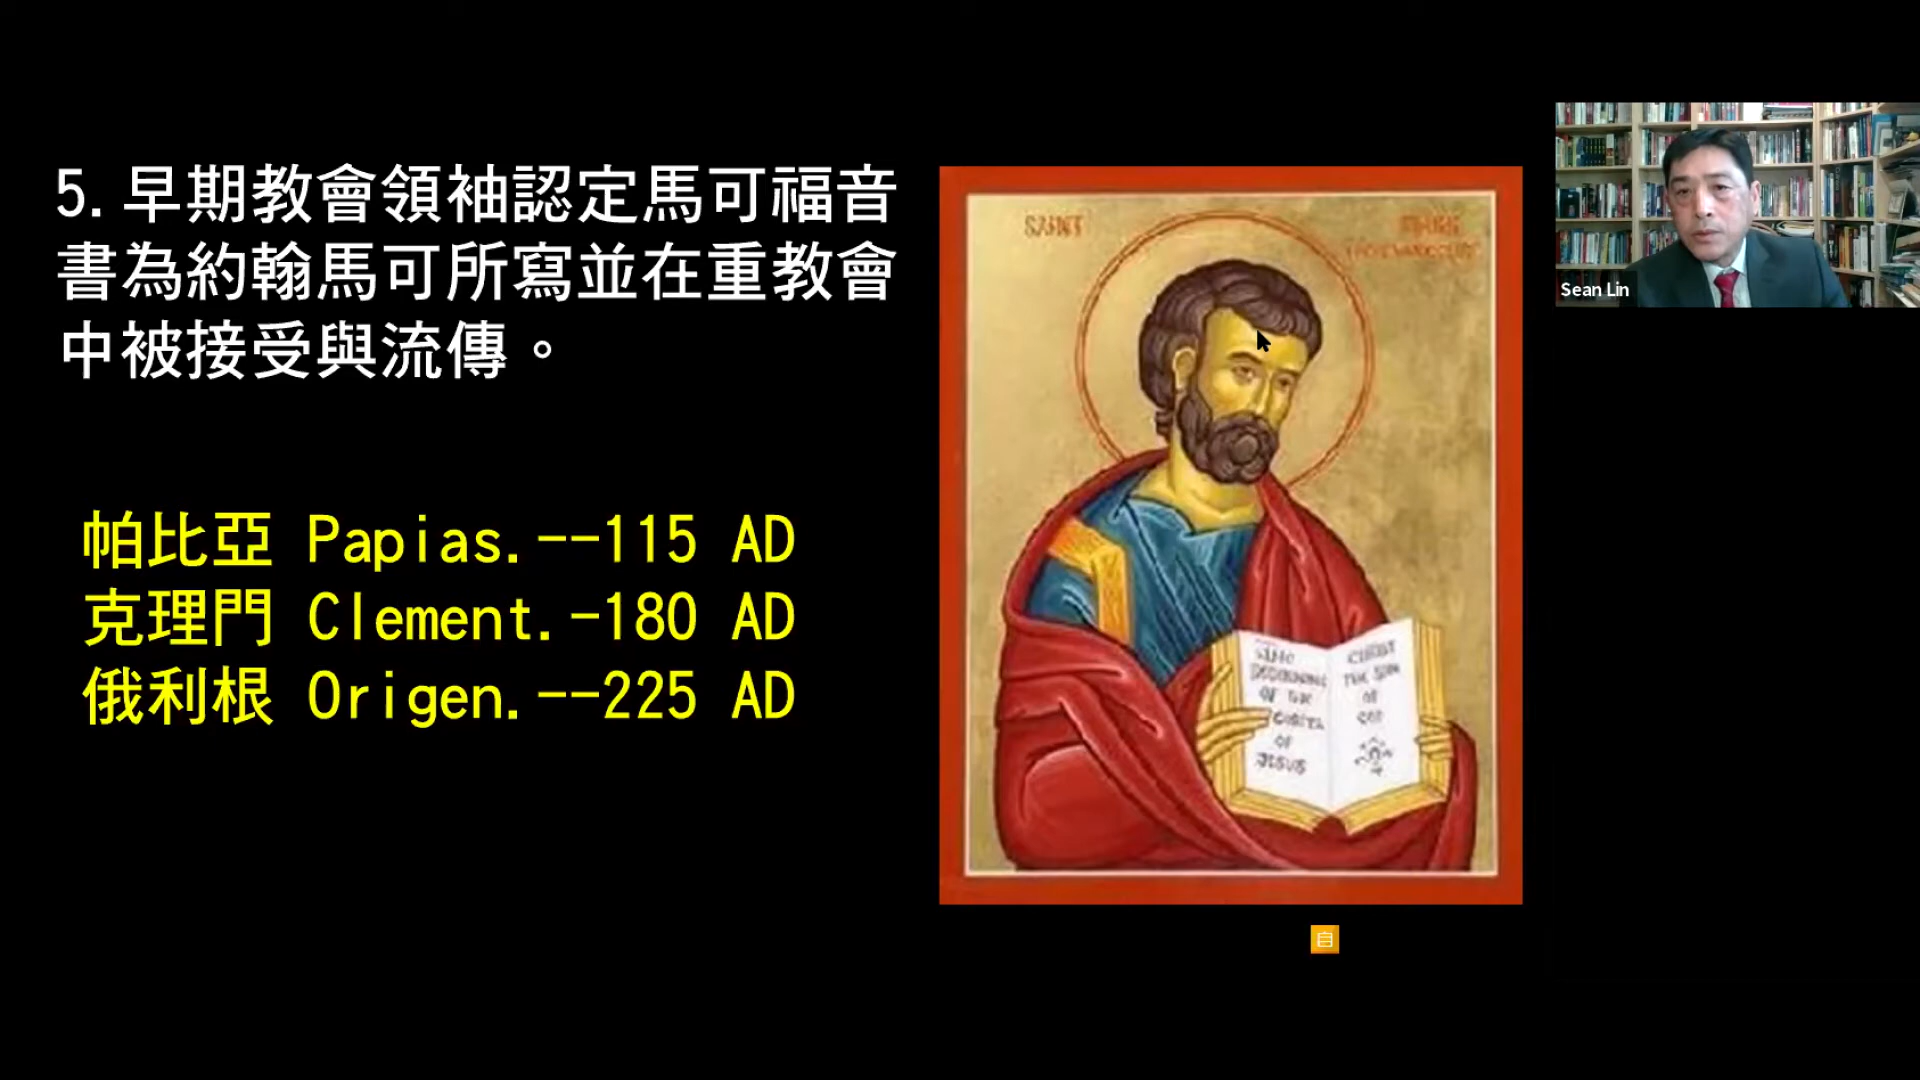 5.早期教會領袖認定馬可福音
書為約翰馬可所寫並在重教會
中被接受與流傳。
帕比亞 Papias.--115 AD
克理門 Clement.-180 AD
俄利根 Origen.--225 AD
SAINT
OF THE
OF
JESUS
CHRIST
THE SON
OF
GOD
Sean Lin
自